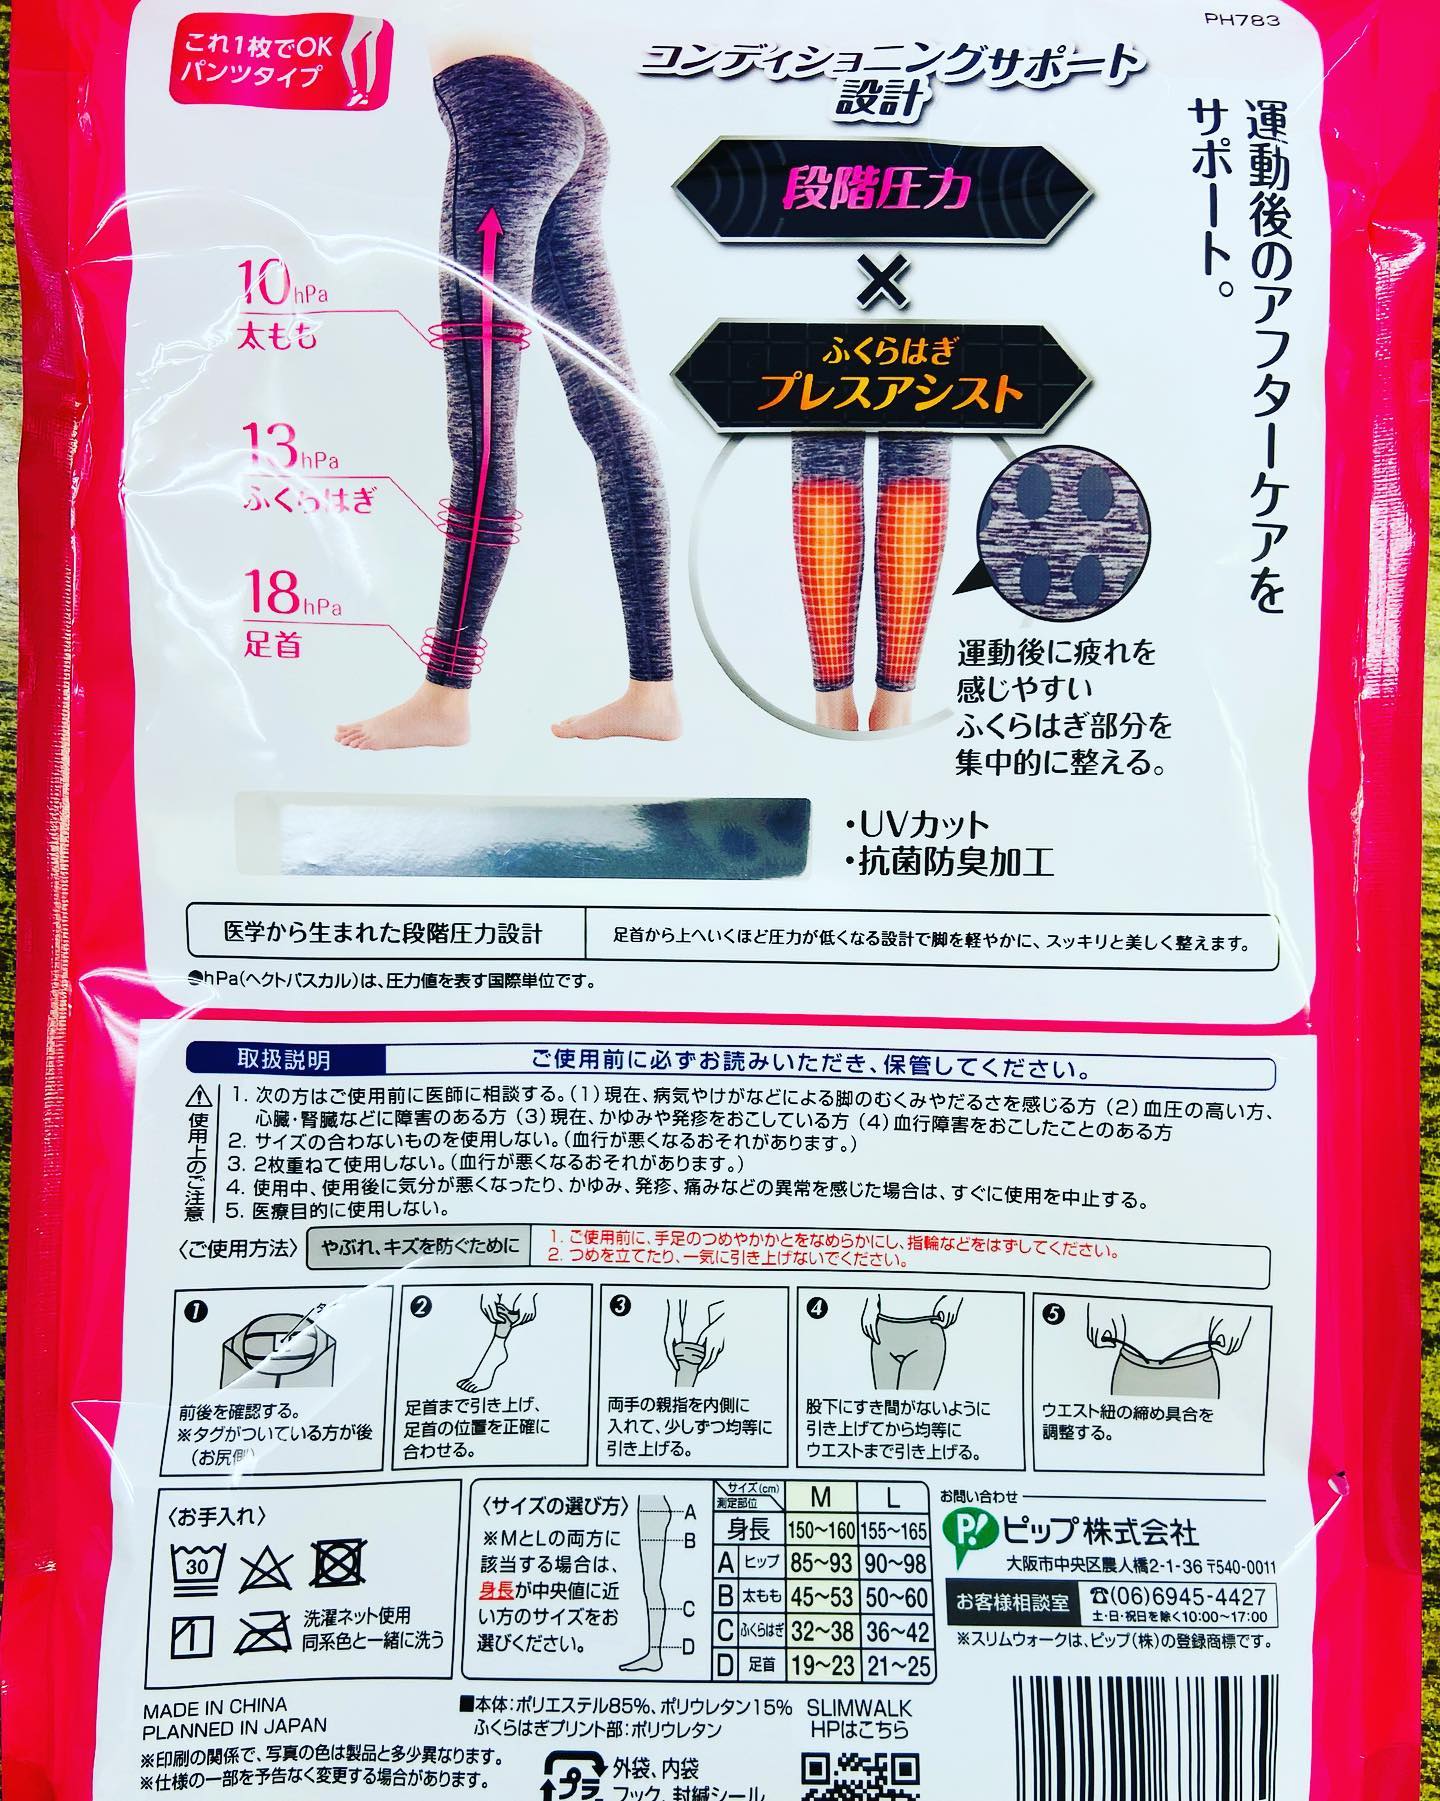 これ1枚でOK
パンツタイプ
PH783
コンディショニングサポート
設計
運動後のアフターケアを
サポート。
段階圧力
×
ふくらはぎ
プレスアシスト
10hPa
太もも
13hPa
ふくらはぎ
18hPa
足首
運動後に疲れを
感じやすい
ふくらはぎ部分を
集中的に整える。
・UVカット
・抗菌防臭加工
医学から生まれた段階圧力設計
足首から上へいくほど圧力が低くなる設計で脚を軽やかに、スッキリと美しく整えます。
●hPa(ヘクトパスカル)は、圧力値を表す国際単位です。
取扱説明
ご使用前に必ずお読みいただき、保管してください。
使用上のご注意
1. 次の方はご使用前に医師に相談する。(1)現在、病気やけがなどによる脚のむくみやだるさを感じる方 (2)血圧の高い方、
心臓・腎臓などに障害のある方 (3)現在、かゆみや発疹をおこしている方 (4)血行障害をおこしたことのある方
2. サイズの合わないものを使用しない。(血行が悪くなるおそれがあります。)
3. 2枚重ねて使用しない。(血行が悪くなるおそれがあります。)
4. 使用中、使用後に気分が悪くなったり、かゆみ、発疹、痛みなどの異常を感じた場合は、すぐに使用を中止する。
5. 医療目的に使用しない。
〈ご使用方法〉
やぶれ、キズを防ぐために
1. ご使用前に、手足のつめやかかとをなめらかにし、指輪などをはずしてください。
2. つめを立てたり、一気に引き上げないでください。
1
前後を確認する。
※タグがついている方が後
(お尻側)
2
足首まで引き上げ、
足首の位置を正確に
合わせる。
3
両手の親指を内側に
入れて、少しずつ均等に
引き上げる。
4
股下にすき間がないように
引き上げてから均等に
ウエストまで引き上げる。
5
ウエスト紐の締め具合を
調整する。
〈お手入れ〉
30
洗濯ネット使用
同系色と一緒に洗う
〈サイズの選び方〉
※MとLの両方に
該当する場合は、
身長が中央値に近
い方のサイズをお
選びください。
A
B
C
D
サイズ(cm)
測定部位 M L
身長 150~160 155~165
A ヒップ 85~93 90~98
B 太もも 45~53 50~60
C ふくらはぎ 32~38 36~42
D 足首 19~23 21~25
お問い合わせ
P! ピップ株式会社
大阪市中央区農人橋2-1-36 〒540-0011
お客様相談室
☎(06)6945-4427
土・日・祝日を除く10:00~17:00
※スリムウォークは、ピップ(株)の登録商標です。
MADE IN CHINA
PLANNED IN JAPAN
※印刷の関係で、写真の色は製品と多少異なります。
※仕様の一部を予告なく変更する場合があります。
■本体:ポリエステル85%、ポリウレタン15%
ふくらはぎプリント部:ポリウレタン
プラ
外袋、内袋
フック、封緘シール
SLIMWALK
HPはこちら